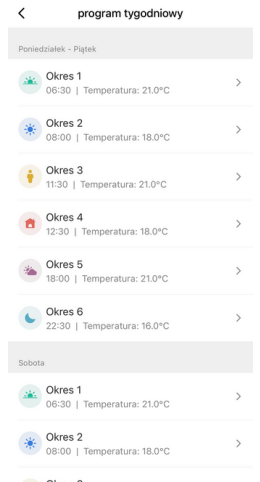 program tygodniowy
Poniedziałek - Piątek
Okres 1
06:30 | Temperatura: 21.0°C
Okres 2
08:00 | Temperatura: 18.0°C
Okres 3
11:30 | Temperatura: 21.0°C
Okres 4
12:30 | Temperatura: 18.0°C
Okres 5
18:00 | Temperatura: 21.0°C
Okres 6
22:30 | Temperatura: 16.0°C
Sobota
Okres 1
06:30 | Temperatura: 21.0°C
Okres 2
08:00 | Temperatura: 18.0°C